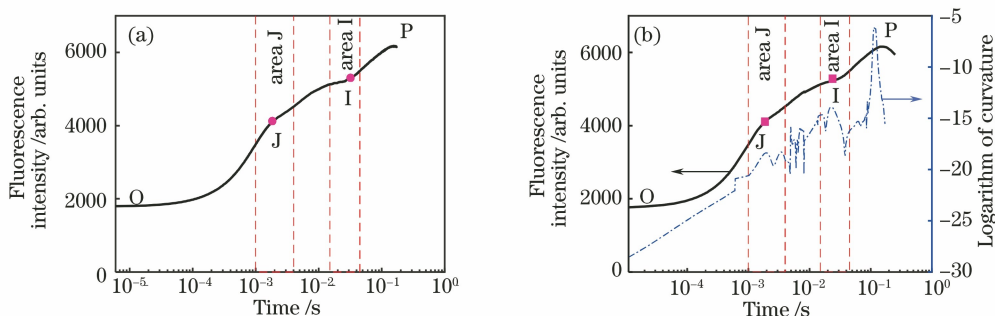 (a)
Fluorescence
intensity /arb. units
6000
4000
2000
0
area J
area I
O
J
I
P
10⁻⁵ 10⁻⁴ 10⁻³ 10⁻² 10⁻¹ 10⁰
Time /s
(b)
Fluorescence
intensity /arb. units
6000
4000
2000
0
area J
area I
O
J
I
P
10⁻⁴ 10⁻³ 10⁻² 10⁻¹ 10⁰
Time /s
−5
−10
−15
−20
−25
−30
Logarithm of curvature